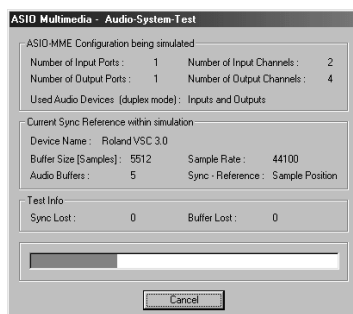 ASIO Multimedia - Audio-System-Test
ASIO-MME Configuration being simulated
Number of Input Ports : 1 Number of Input Channels : 2
Number of Output Ports : 1 Number of Output Channels : 4
Used Audio Devices (duplex mode) : Inputs and Outputs
Current Sync Reference within simulation
Device Name : Roland VSC 3.0
Buffer Size [Samples] : 5512 Sample Rate : 44100
Audio Buffers : 5 Sync - Reference : Sample Position
Test Info
Sync Lost : 0 Buffer Lost : 0
Cancel